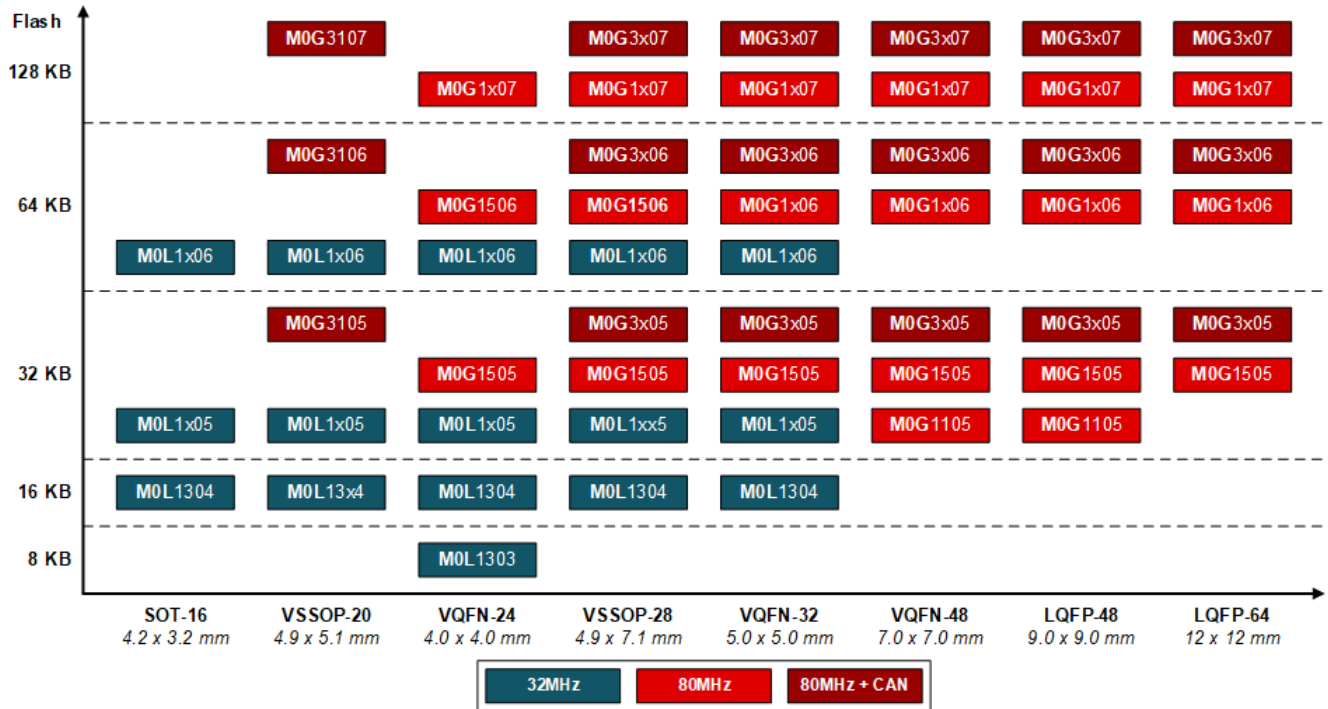 Flash
M0G3107 M0G3x07 M0G3x07 M0G3x07 M0G3x07 M0G3x07
128 KB
M0G1x07 M0G1x07 M0G1x07 M0G1x07 M0G1x07 M0G1x07
M0G3106 M0G3x06 M0G3x06 M0G3x06 M0G3x06 M0G3x06
64 KB M0G1506 M0G1506 M0G1x06 M0G1x06 M0G1x06 M0G1x06
M0L1x06 M0L1x06 M0L1x06 M0L1x06 M0L1x06
M0G3105 M0G3x05 M0G3x05 M0G3x05 M0G3x05 M0G3x05
32 KB M0G1505 M0G1505 M0G1505 M0G1505 M0G1505 M0G1505
M0L1x05 M0L1x05 M0L1x05 M0L1xx5 M0L1x05 M0G1105 M0G1105
16 KB M0L1304 M0L13x4 M0L1304 M0L1304 M0L1304
8 KB M0L1303
SOT-16 VSSOP-20 VQFN-24 VSSOP-28 VQFN-32 VQFN-48 LQFP-48 LQFP-64
4.2 x 3.2 mm 4.9 x 5.1 mm 4.0 x 4.0 mm 4.9 x 7.1 mm 5.0 x 5.0 mm 7.0 x 7.0 mm 9.0 x 9.0 mm 12 x 12 mm
32MHz 80MHz 80MHz + CAN